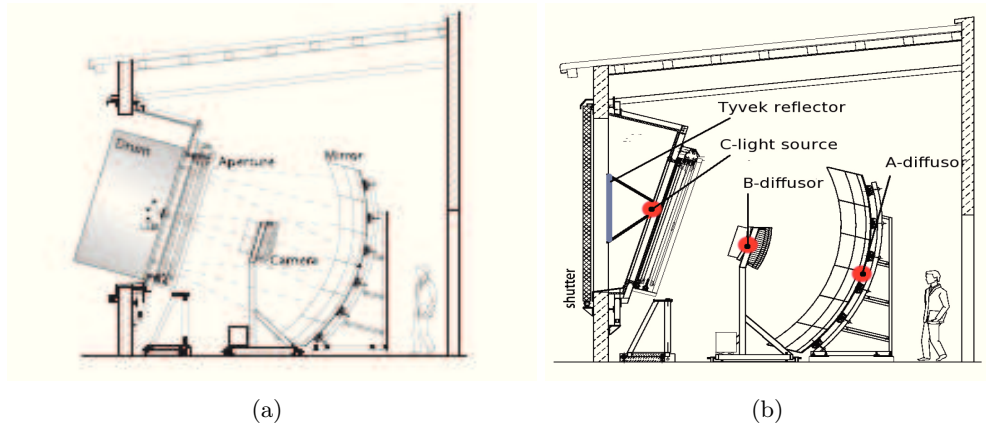 Drum
Aperture
Mirror
Camera
(a)
Tyvek reflector
C-light source
B-diffusor
A-diffusor
shutter
(b)